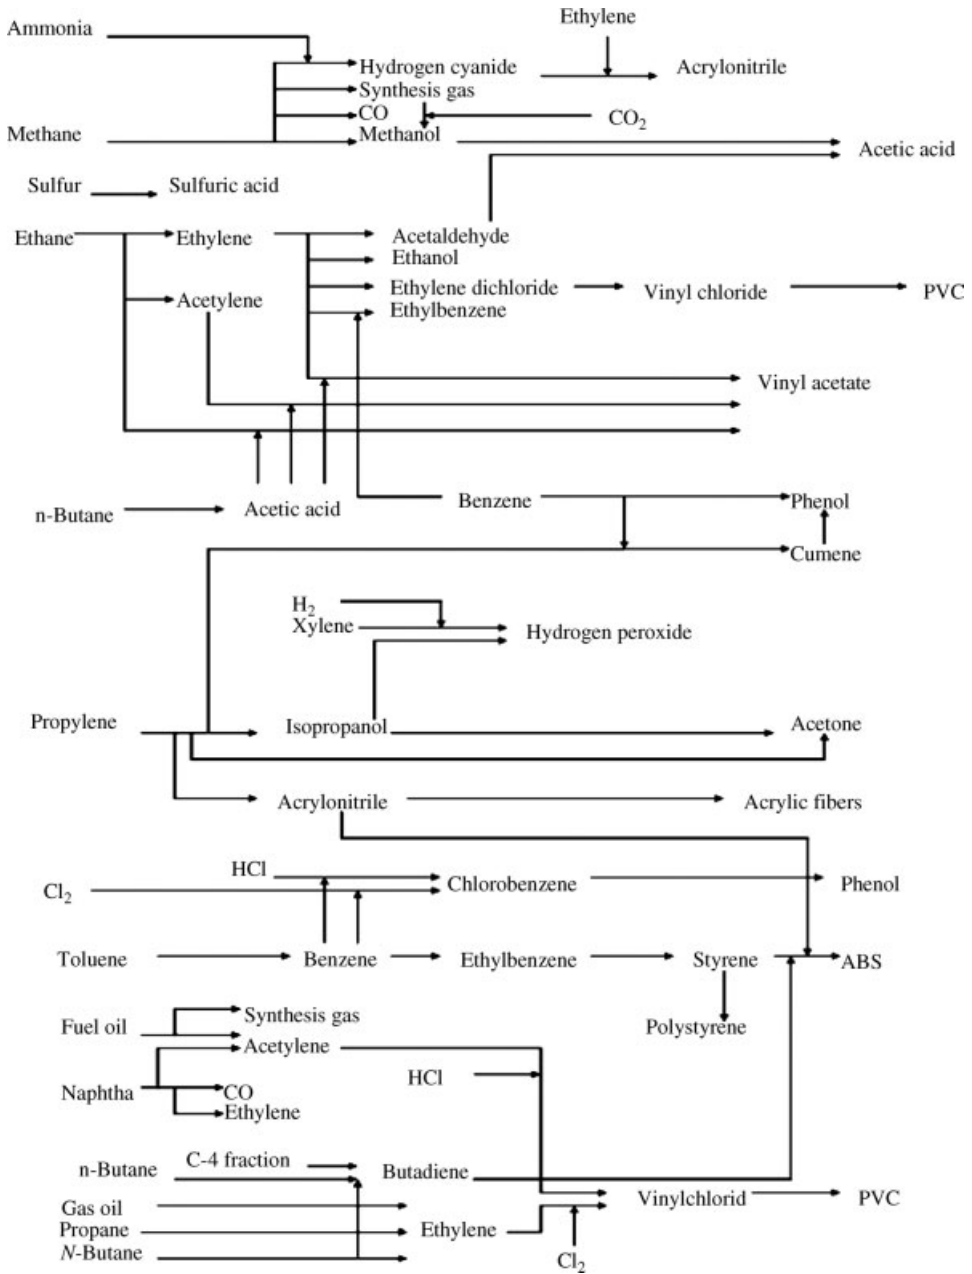 Ethylene
Ammonia
Hydrogen cyanide
Acrylonitrile
Synthesis gas
CO
CO2
Methane
Methanol
Acetic acid
Sulfur
Sulfuric acid
Ethane
Ethylene
Acetaldehyde
Ethanol
Ethylene dichloride
Vinyl chloride
PVC
Acetylene
Ethylbenzene
Vinyl acetate
n-Butane
Acetic acid
Benzene
Phenol
Cumene
H2
Xylene
Hydrogen peroxide
Propylene
Isopropanol
Acetone
Acrylonitrile
Acrylic fibers
HCl
Cl2
Chlorobenzene
Phenol
Toluene
Benzene
Ethylbenzene
Styrene
ABS
Polystyrene
Fuel oil
Synthesis gas
Acetylene
HCl
Naphtha
CO
Ethylene
n-Butane
C-4 fraction
Butadiene
Vinylchlorid
PVC
Gas oil
Propane
Ethylene
N-Butane
Cl2